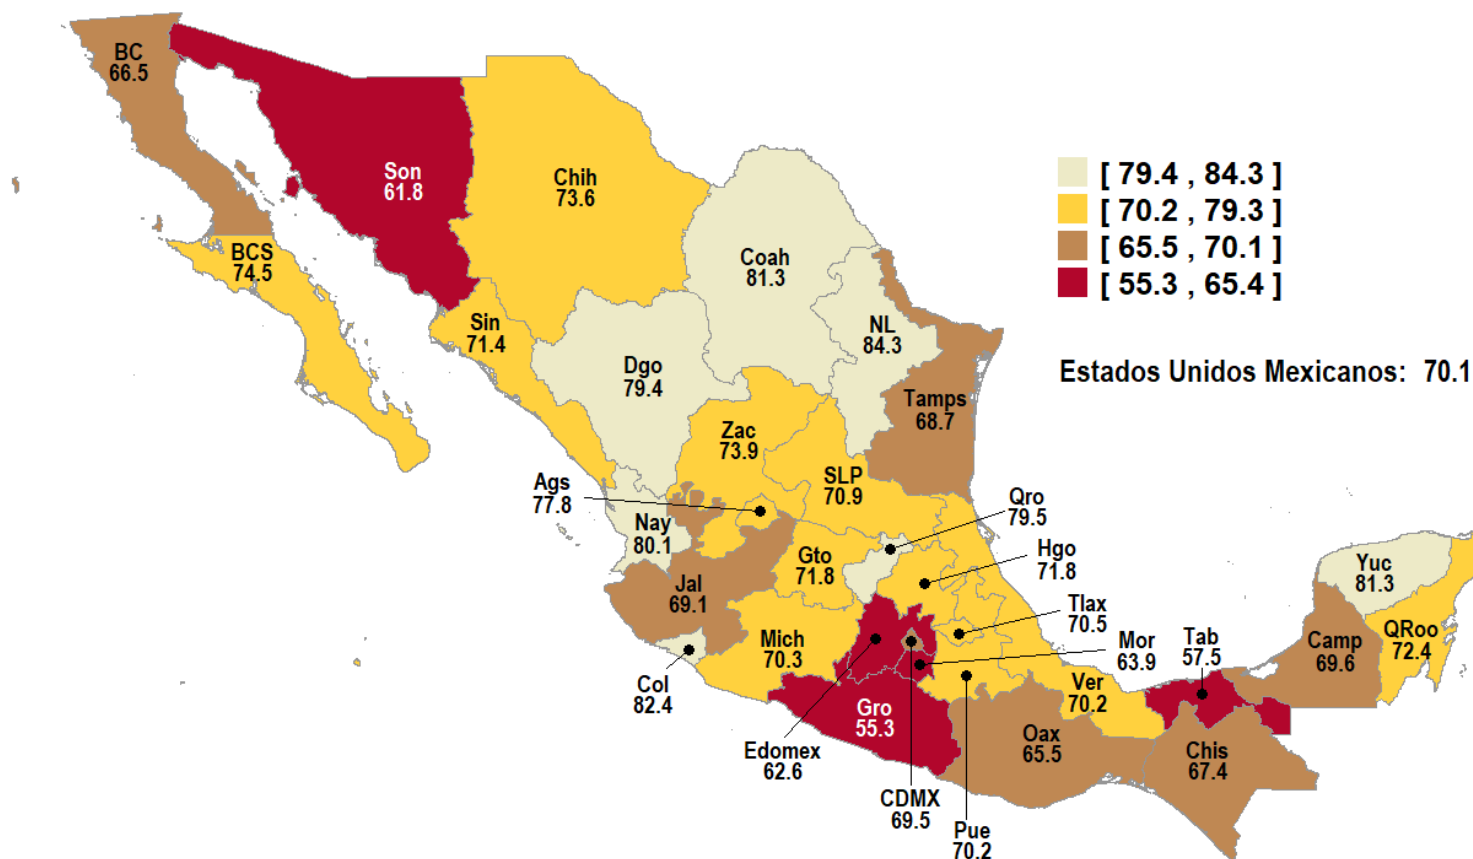 BC
66.5
Son
61.8
Chih
73.6
BCS
74.5
Sin
71.4
Coah
81.3
NL
84.3
Dgo
79.4
Tamps
68.7
Zac
73.9
SLP
70.9
Ags
77.8
Nay
80.1
Jal
69.1
Gto
71.8
Qro
79.5
Hgo
71.8
Tlax
70.5
Mor
63.9
Tab
57.5
Mich
70.3
Col
82.4
Edomex
62.6
Gro
55.3
CDMX
69.5
Pue
70.2
Oax
65.5
Ver
70.2
Chis
67.4
Camp
69.6
Yuc
81.3
QRoo
72.4
[ 79.4 , 84.3 ]
[ 70.2 , 79.3 ]
[ 65.5 , 70.1 ]
[ 55.3 , 65.4 ]
Estados Unidos Mexicanos: 70.1